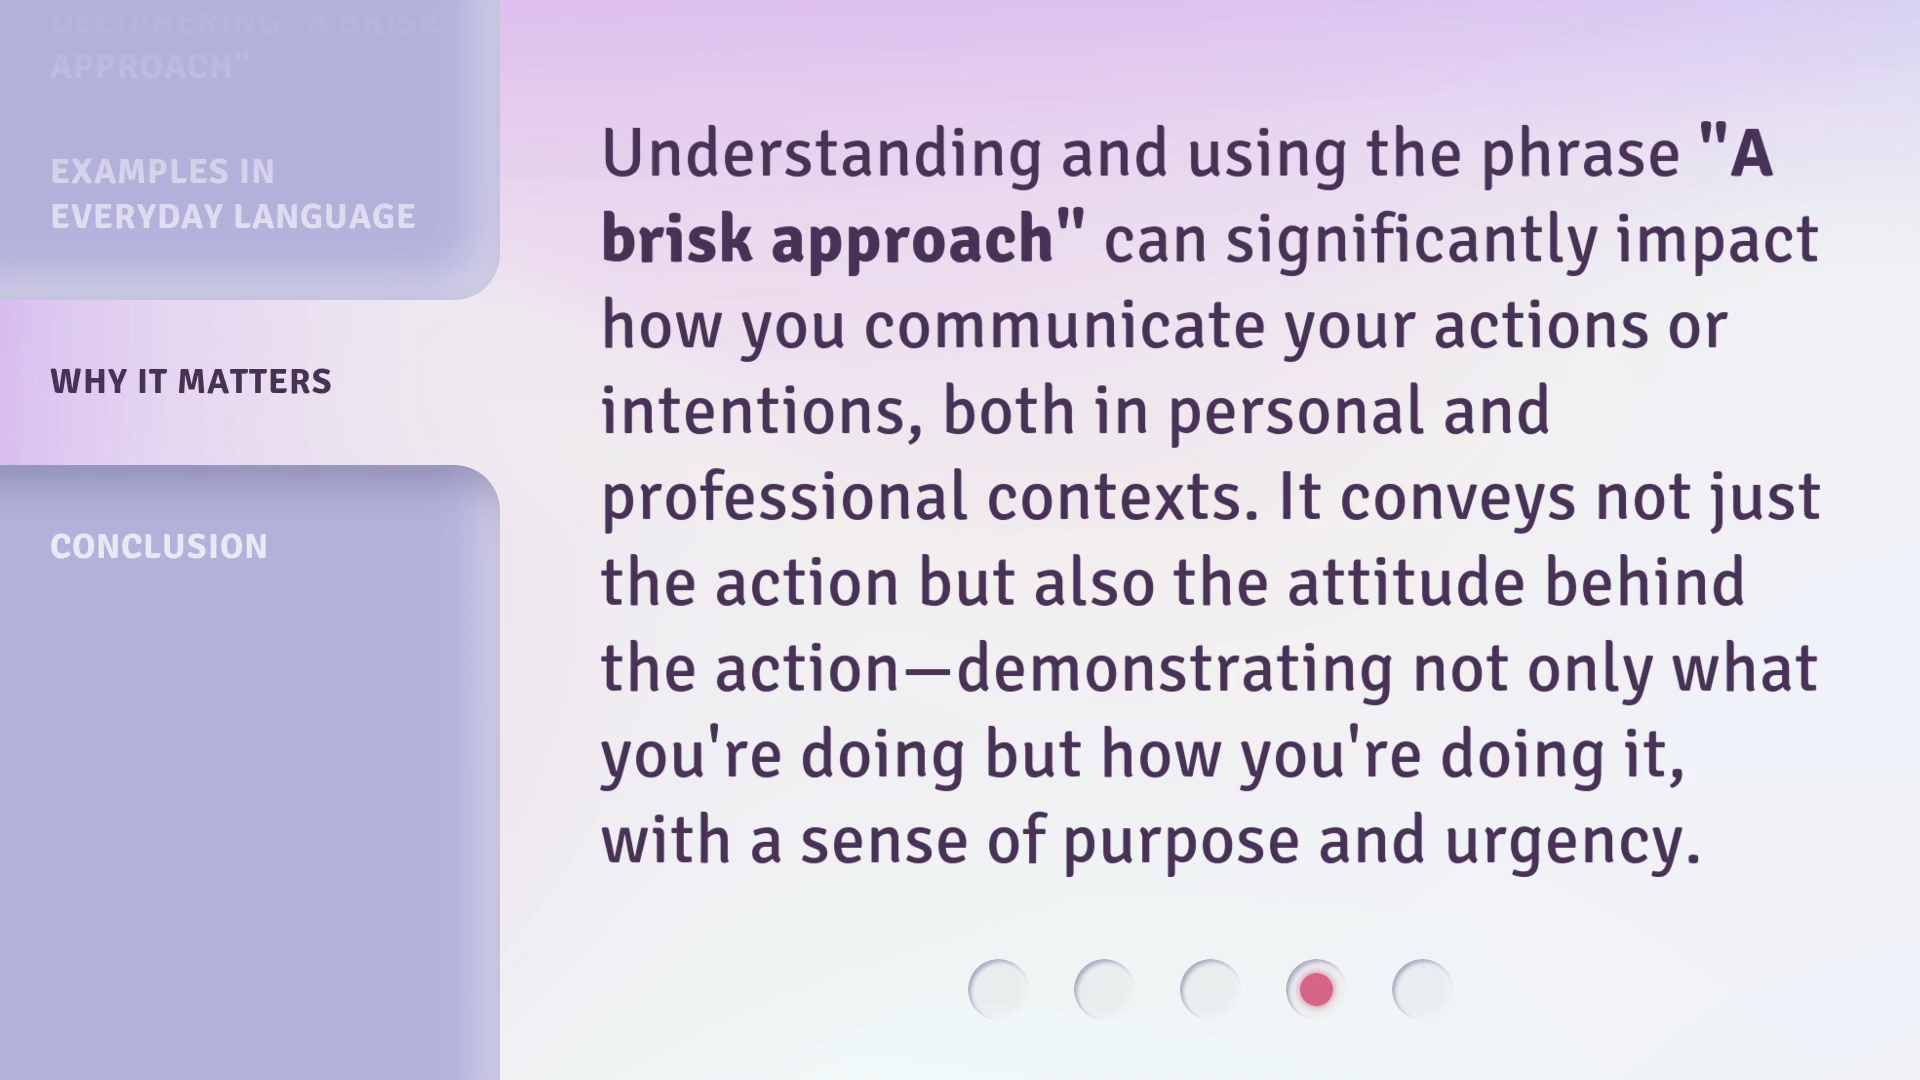 DECIPHERING "A BRISK
APPROACH"
EXAMPLES IN
EVERYDAY LANGUAGE
WHY IT MATTERS
CONCLUSION
Understanding and using the phrase "A
brisk approach" can significantly impact
how you communicate your actions or
intentions, both in personal and
professional contexts. It conveys not just
the action but also the attitude behind
the action—demonstrating not only what
you're doing but how you're doing it,
with a sense of purpose and urgency.